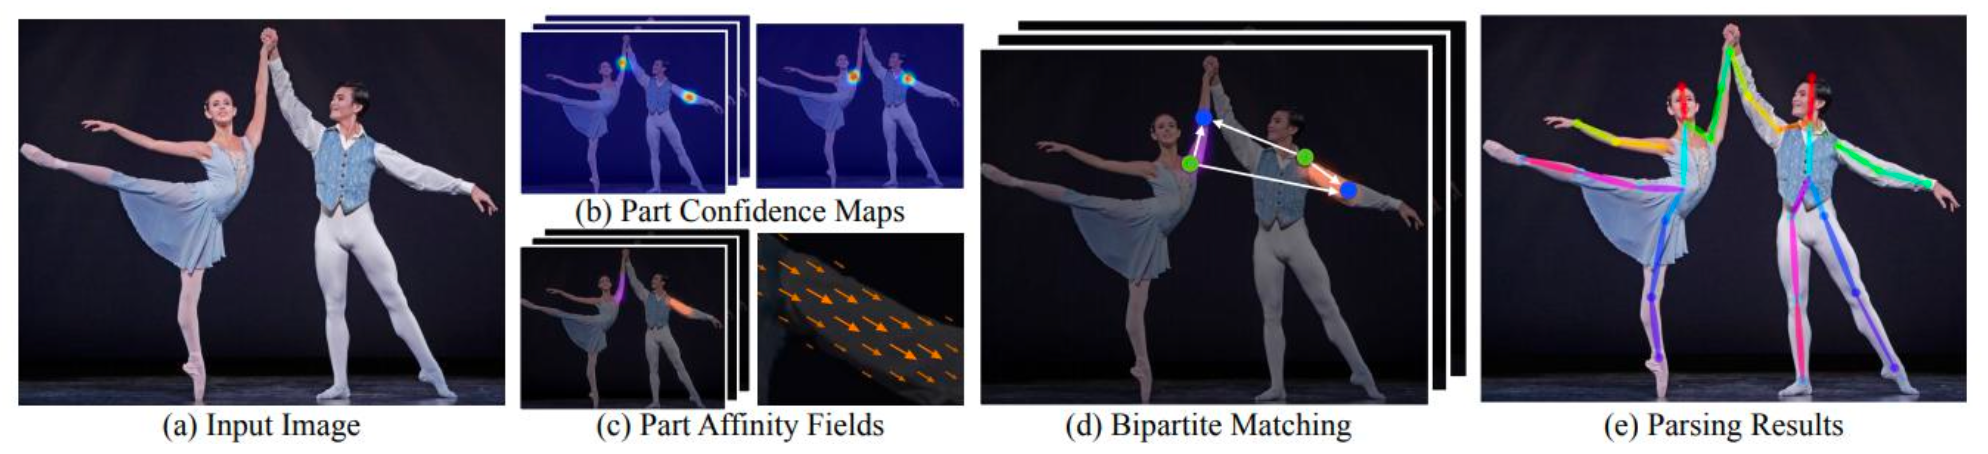 (b) Part Confidence Maps
(a) Input Image
(c) Part Affinity Fields
(d) Bipartite Matching
(e) Parsing Results